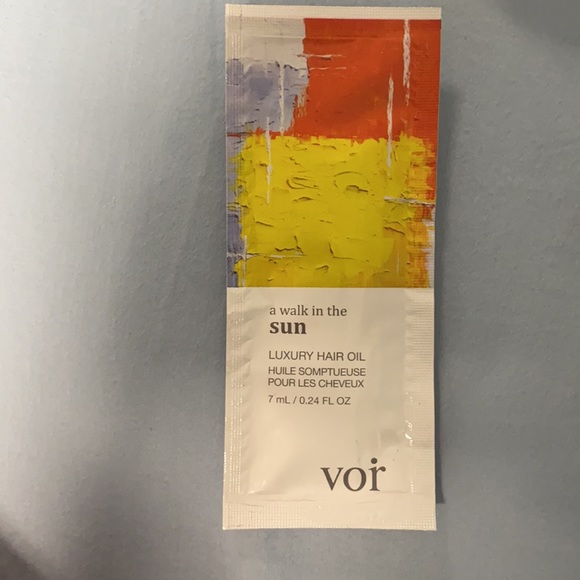 a walk in the
sun
LUXURY HAIR OIL
HUILE SOMPTUEUSE
POUR LES CHEVEUX
7 mL / 0.24 FL OZ
voir